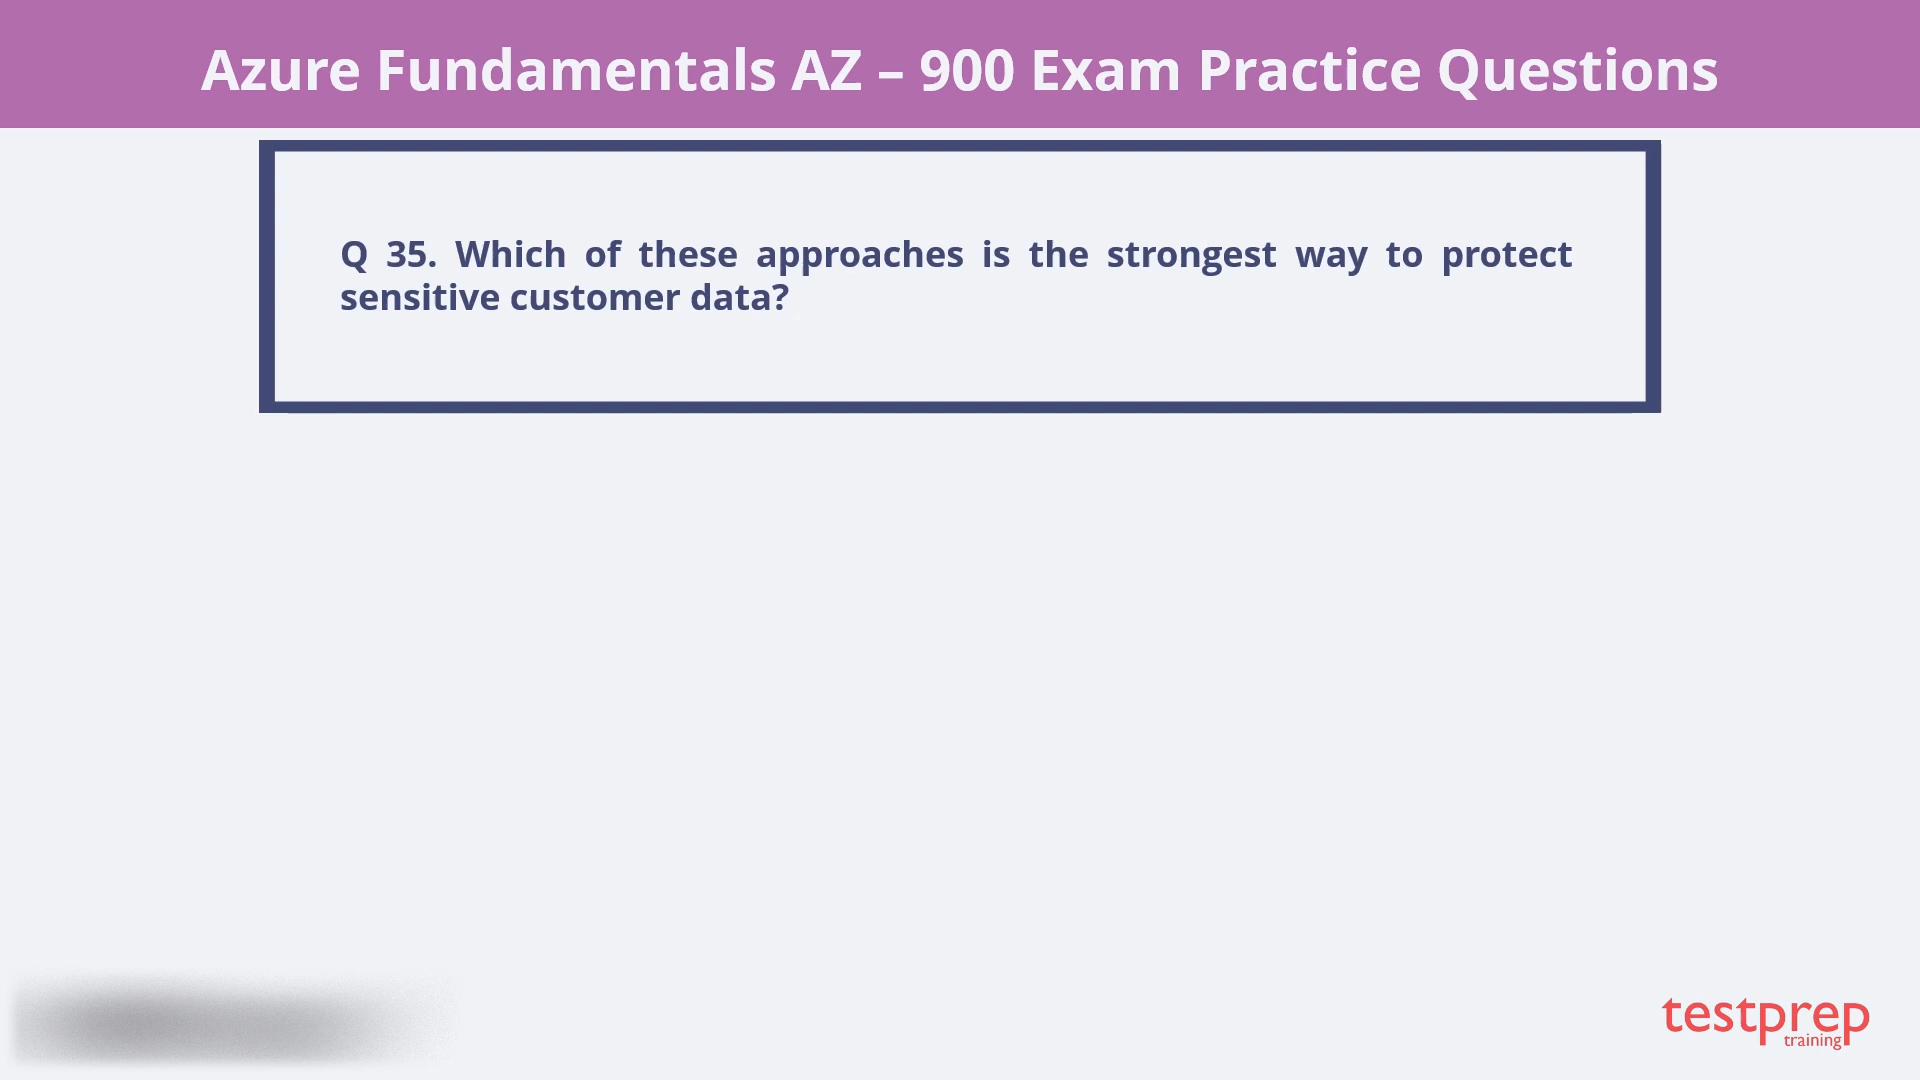 Azure Fundamentals AZ – 900 Exam Practice Questions
Q 35. Which of these approaches is the strongest way to protect
sensitive customer data?
testprep
training